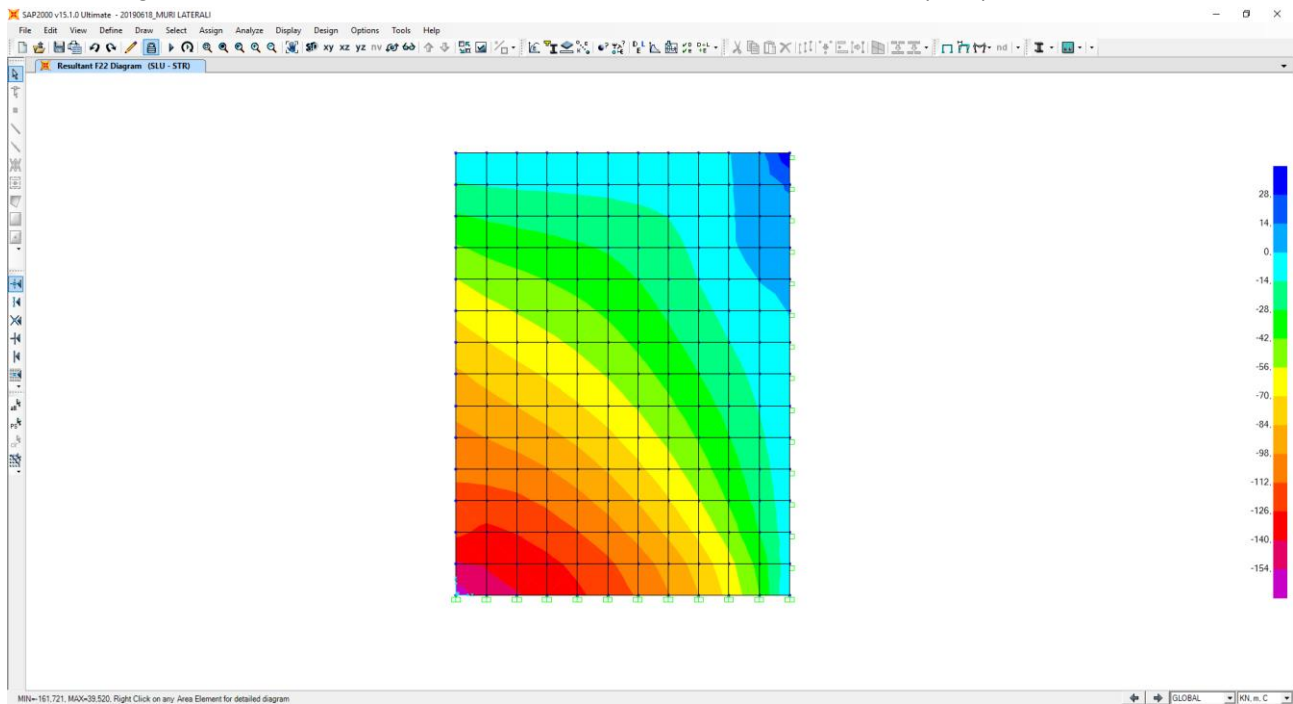 SAP2000 v15.1.0 Ultimate - 20190618_MURI LATERALI
File Edit View Define Draw Select Assign Analyze Display Design Options Tools Help
xy xz yz nv nd
Resultant F22 Diagram (SLU - STR)
28.
14.
0.
-14.
-28.
-42.
-56.
-70.
-84.
-98.
-112.
-126.
-140.
-154.
MIN=-161.721, MAX=39.520, Right Click on any Area Element for detailed diagram
GLOBAL
KN, m, C